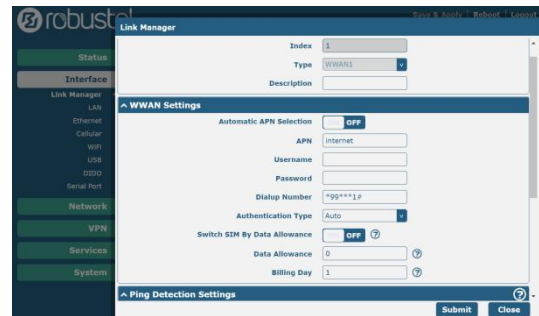 robustel
Save & Apply | Reboot | Logout
Link Manager
Status
Interface
Link Manager
LAN
Ethernet
Cellular
WiFi
USB
DIDO
Serial Port
Network
VPN
Services
System
Index 1
Type WWAN1 v
Description
^ WWAN Settings
Automatic APN Selection OFF
APN internet
Username
Password
Dialup Number *99***1#
Authentication Type Auto v
Switch SIM By Data Allowance OFF ?
Data Allowance 0 ?
Billing Day 1 ?
^ Ping Detection Settings ?
Submit Close